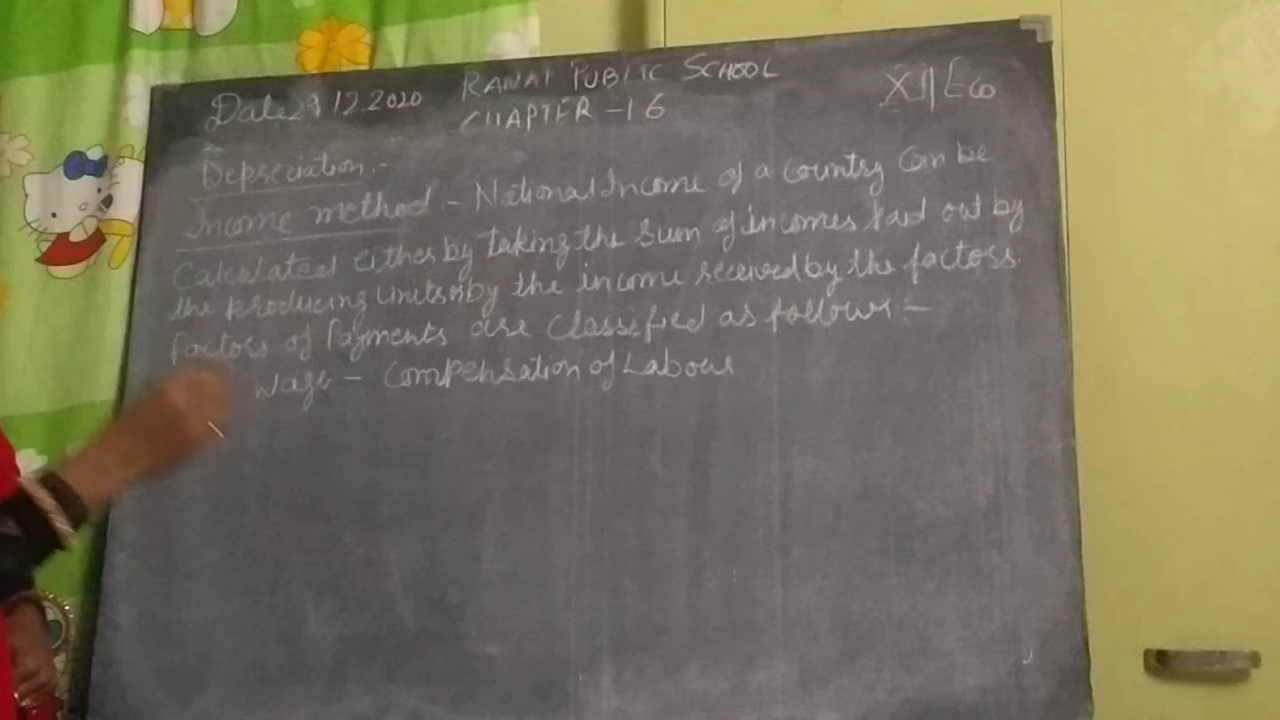 RAWAT PUBLIC SCHOOL
Date 29 12.2020 CHAPTER -16 XII Eco
Depreciation :-
Income method :- National Income of a country can be
Calculated either by taking the sum of incomes paid out by
the producing units or by the income received by the factors.
factors of Payments are classified as follows :-
Wage - Compensation of Labour